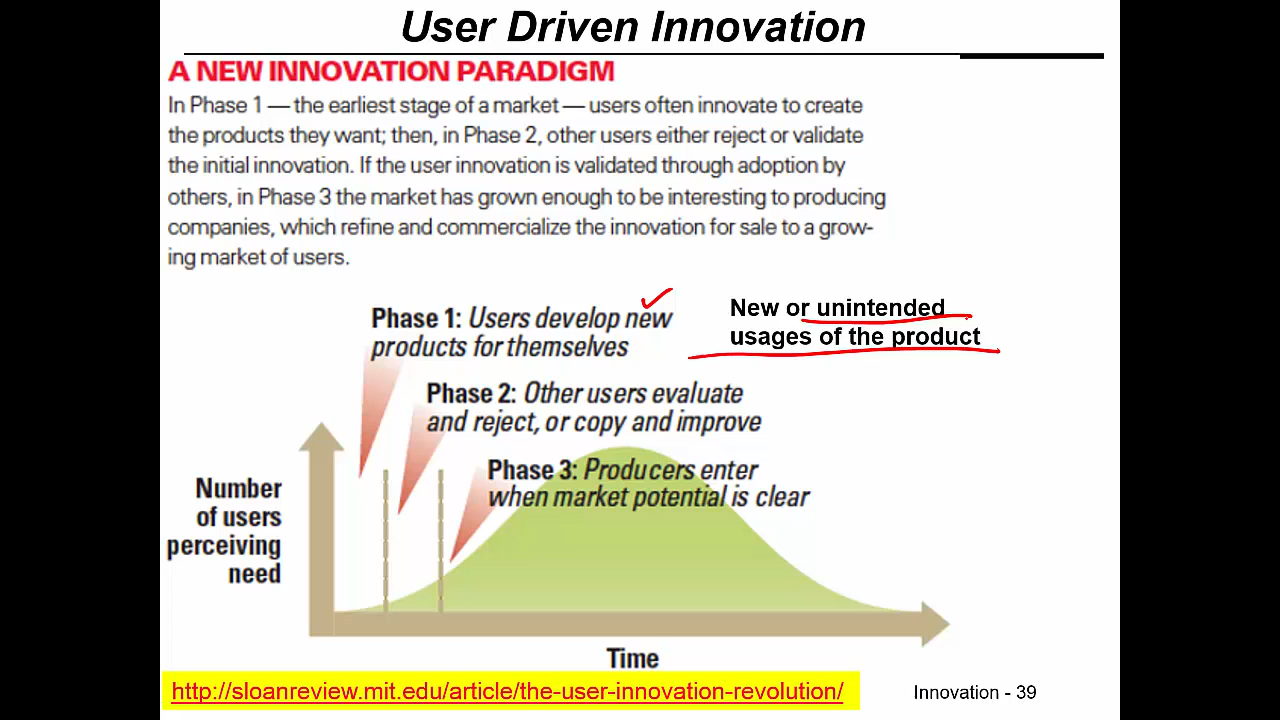 User Driven Innovation
A NEW INNOVATION PARADIGM
In Phase 1 — the earliest stage of a market — users often innovate to create
the products they want; then, in Phase 2, other users either reject or validate
the initial innovation. If the user innovation is validated through adoption by
others, in Phase 3 the market has grown enough to be interesting to producing
companies, which refine and commercialize the innovation for sale to a grow-
ing market of users.
Phase 1: Users develop new
products for themselves
New or unintended
usages of the product
Phase 2: Other users evaluate
and reject, or copy and improve
Phase 3: Producers enter
when market potential is clear
Number
of users
perceiving
need
Time
http://sloanreview.mit.edu/article/the-user-innovation-revolution/
Innovation - 39